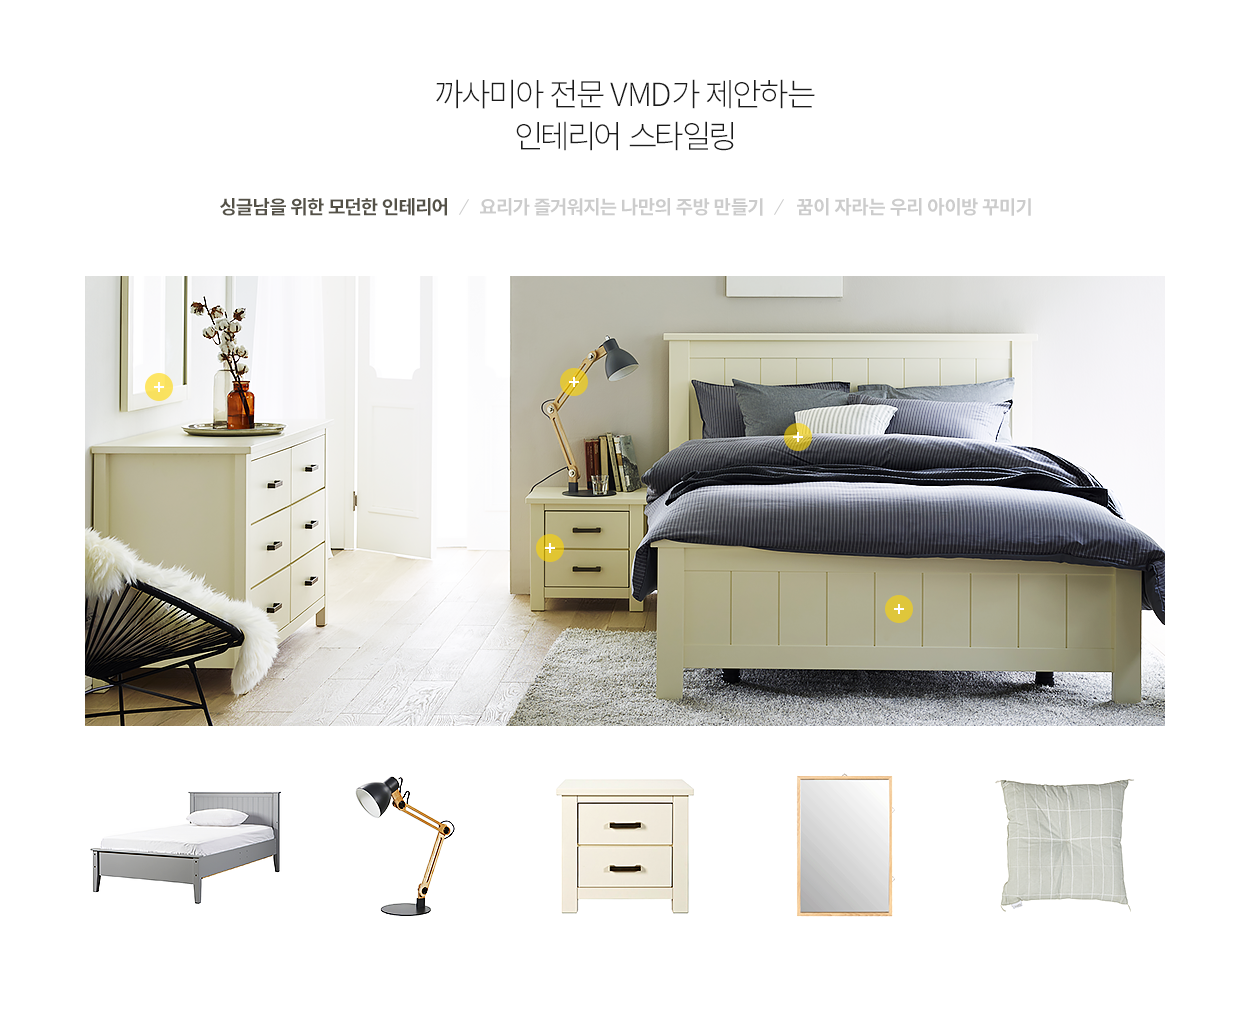 까사미아 전문 VMD가 제안하는
인테리어 스타일링
싱글남을 위한 모던한 인테리어 / 요리가 즐거워지는 나만의 주방 만들기 / 꿈이 자라는 우리 아이방 꾸미기